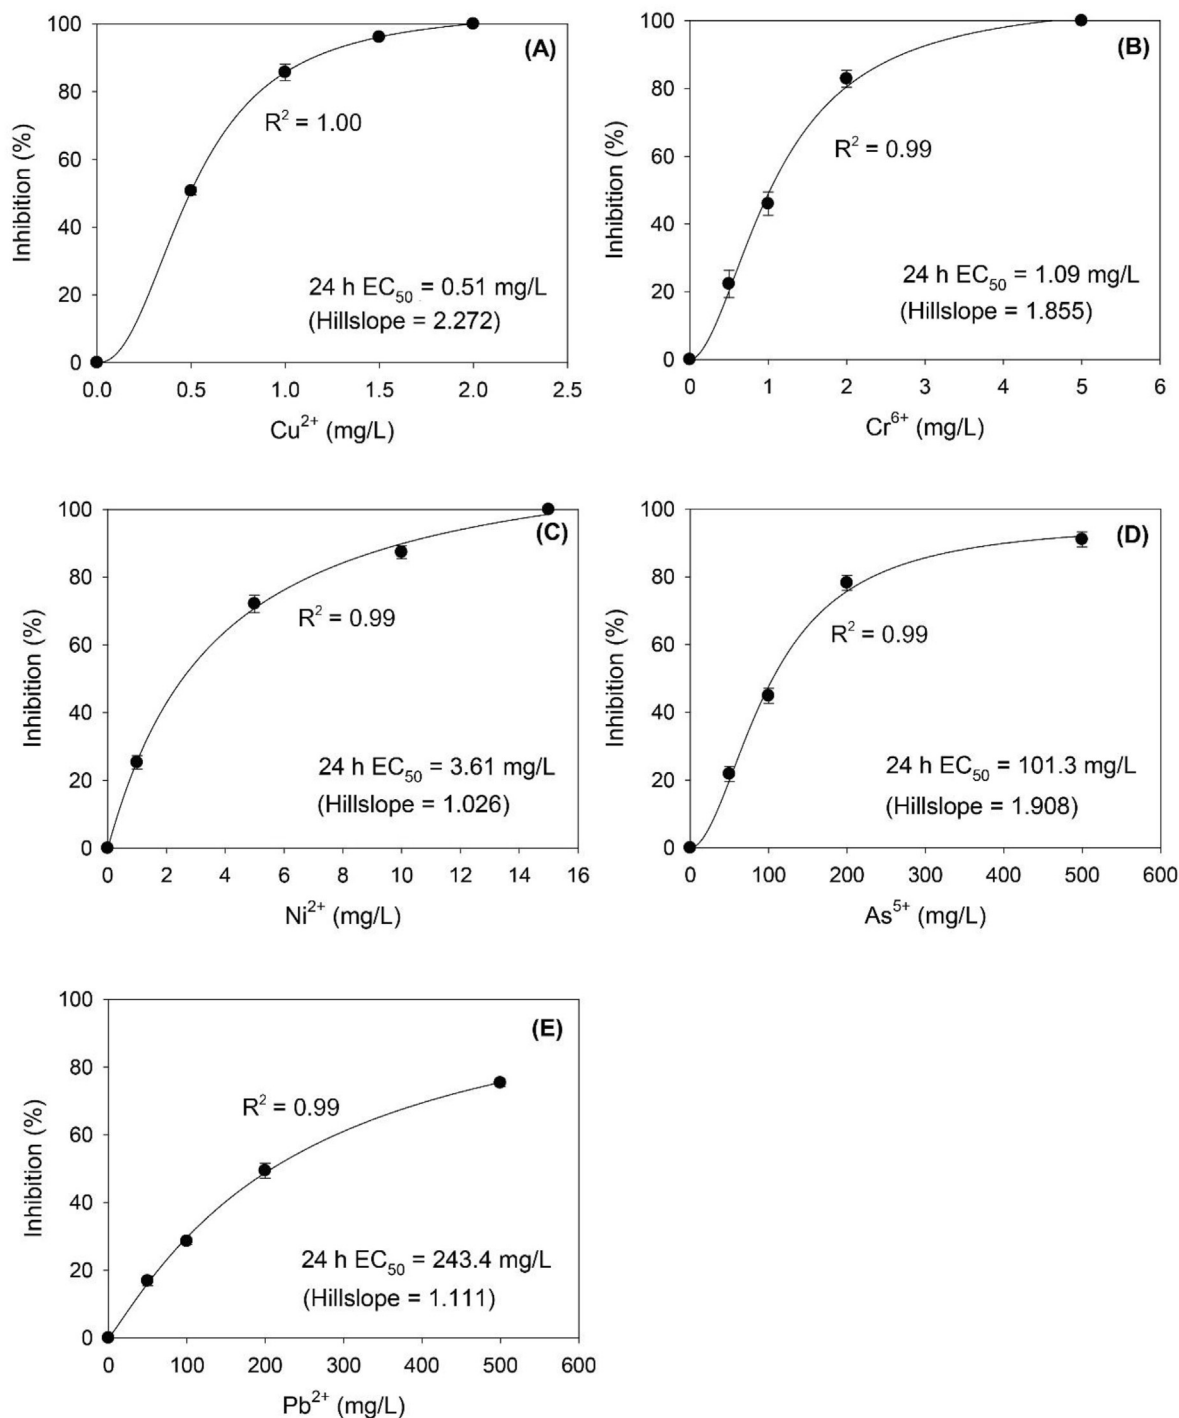 100
80
60
40
20
0
Inhibition (%)
(A)
R² = 1.00
24 h EC₅₀ = 0.51 mg/L
(Hillslope = 2.272)
0.0 0.5 1.0 1.5 2.0 2.5
Cu²⁺ (mg/L)
100
80
60
40
20
0
Inhibition (%)
(B)
R² = 0.99
24 h EC₅₀ = 1.09 mg/L
(Hillslope = 1.855)
0 1 2 3 4 5 6
Cr⁶⁺ (mg/L)
100
80
60
40
20
0
Inhibition (%)
(C)
R² = 0.99
24 h EC₅₀ = 3.61 mg/L
(Hillslope = 1.026)
0 2 4 6 8 10 12 14 16
Ni²⁺ (mg/L)
100
80
60
40
20
0
Inhibition (%)
(D)
R² = 0.99
24 h EC₅₀ = 101.3 mg/L
(Hillslope = 1.908)
0 100 200 300 400 500 600
As⁵⁺ (mg/L)
100
80
60
40
20
0
Inhibition (%)
(E)
R² = 0.99
24 h EC₅₀ = 243.4 mg/L
(Hillslope = 1.111)
0 100 200 300 400 500 600
Pb²⁺ (mg/L)